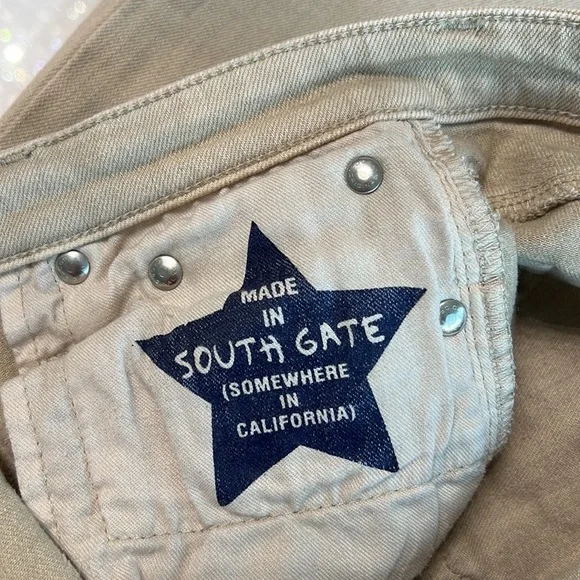 MADE
IN
SOUTH GATE
(SOMEWHERE
IN
CALIFORNIA)